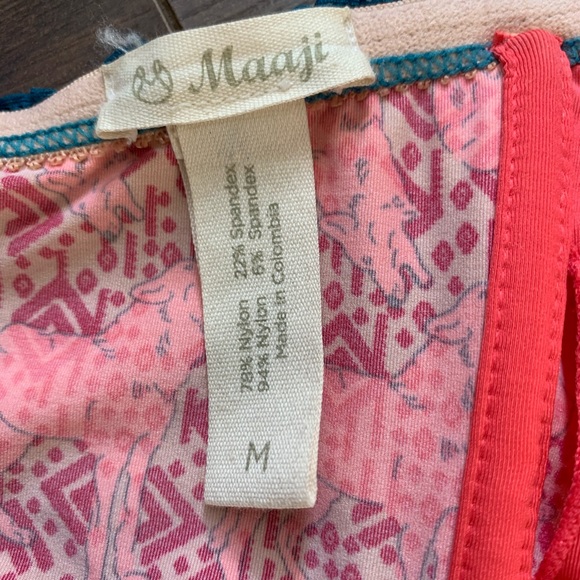 Maaji
78% Nylon 22% Spandex
94% Nylon 6% Spandex
Made in Colombia
M